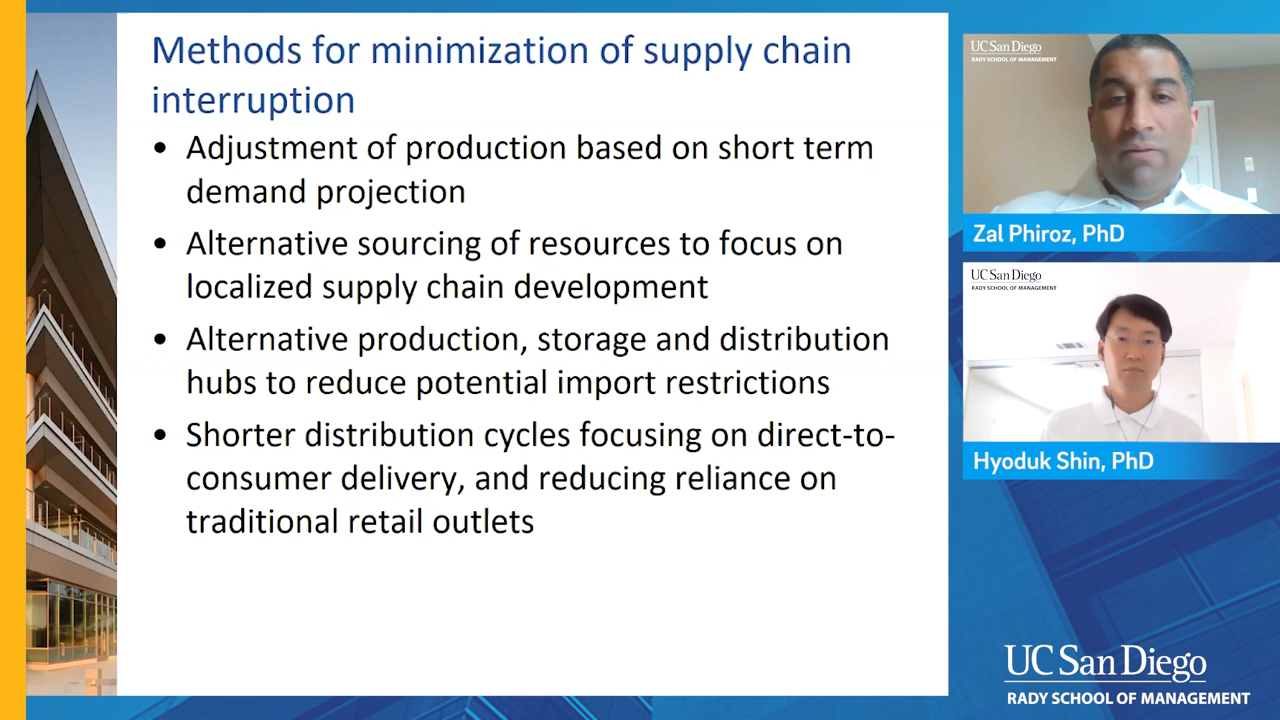 Methods for minimization of supply chain
interruption
• Adjustment of production based on short term
demand projection
• Alternative sourcing of resources to focus on
localized supply chain development
• Alternative production, storage and distribution
hubs to reduce potential import restrictions
• Shorter distribution cycles focusing on direct-to-
consumer delivery, and reducing reliance on
traditional retail outlets
UC San Diego
RADY SCHOOL OF MANAGEMENT
Zal Phiroz, PhD
UC San Diego
RADY SCHOOL OF MANAGEMENT
Hyoduk Shin, PhD
UC San Diego
RADY SCHOOL OF MANAGEMENT